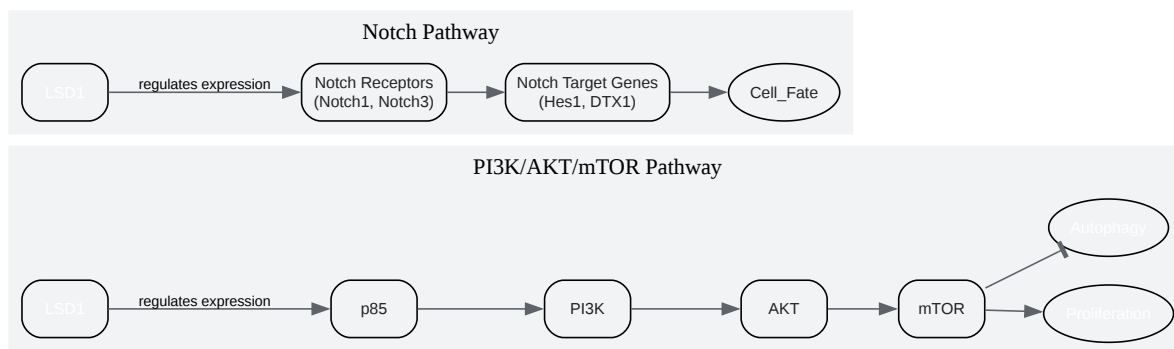 Notch Pathway
LSD1
regulates expression
Notch Receptors
(Notch1, Notch3)
Notch Target Genes
(Hes1, DTX1)
Cell_Fate
PI3K/AKT/mTOR Pathway
LSD1
regulates expression
p85
PI3K
AKT
mTOR
Autophagy
Proliferation